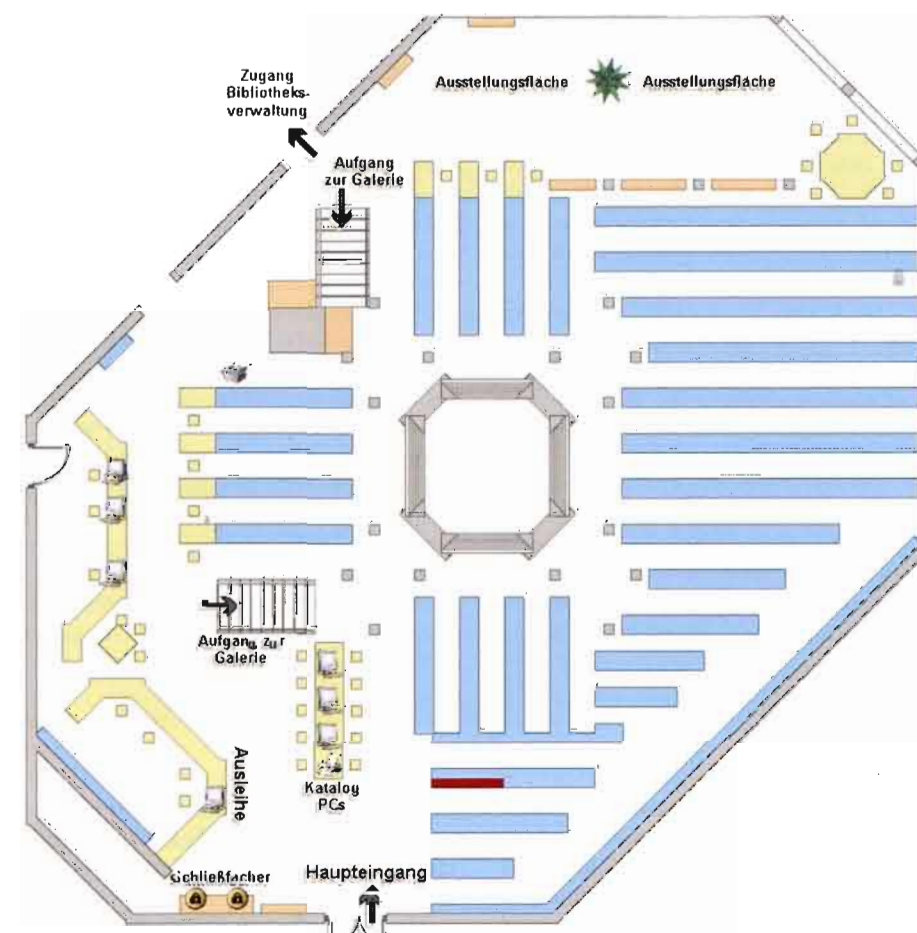 Zugang
Bibliotheks-
verwaltung
Ausstellungsfläche
Ausstellungsfläche
Aufgang
zur Galerie
Aufgang zur
Galerie
Ausleihe
Katalog
PCs
Schließfächer
Haupteingang